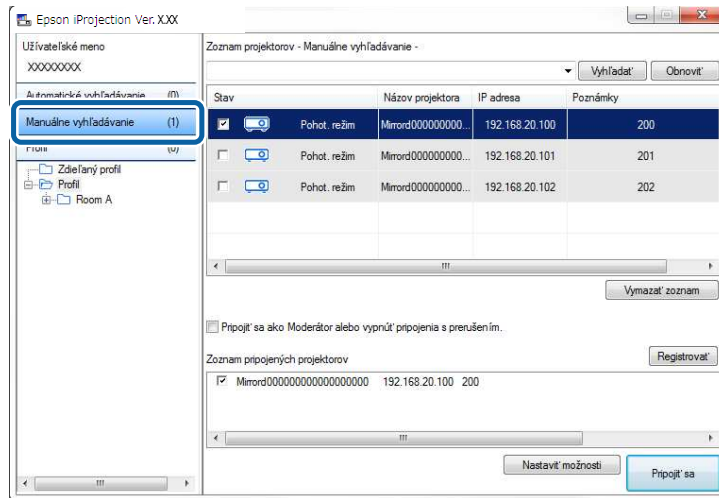 Epson iProjection Ver. X.XX
Užívateľské meno
XXXXXXXX
Automatické vyhľadávanie (0)
Manuálne vyhľadávanie (1)
Profil (0)
Zdieľaný profil
Profil
Room A
Zoznam projektorov - Manuálne vyhľadávanie -
Vyhľadať Obnoviť
Stav Názov projektora IP adresa Poznámky
Pohot. režim Mirrord000000000... 192.168.20.100 200
Pohot. režim Mirrord000000000... 192.168.20.101 201
Pohot. režim Mirrord000000000... 192.168.20.102 202
Vymazať zoznam
Pripojiť sa ako Moderátor alebo vypnúť pripojenia s prerušením.
Zoznam pripojených projektorov Registrovať
Mirrord000000000000000000 192.168.20.100 200
Nastaviť možnosti Pripojiť sa